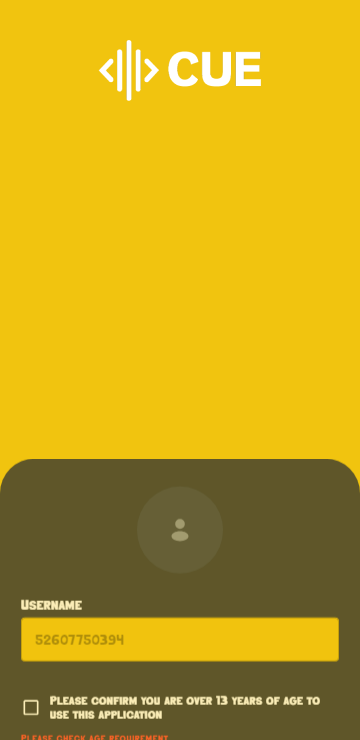 CUE
Username
52607750394
Please confirm you are over 13 years of age to
use this application
Please check age requirement